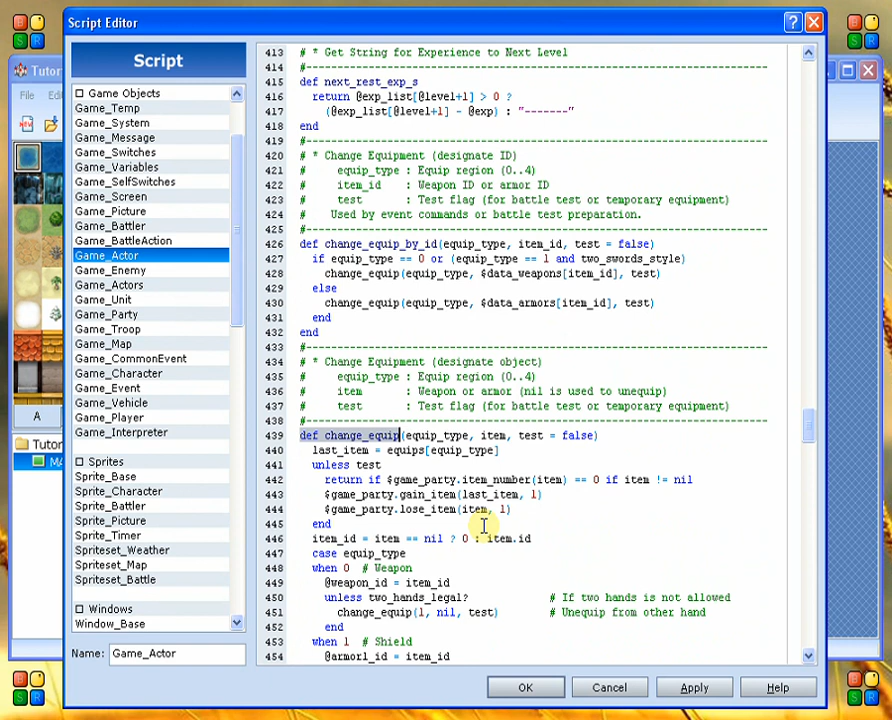 Script Editor
Script
□ Game Objects
Game_Temp
Game_System
Game_Message
Game_Switches
Game_Variables
Game_SelfSwitches
Game_Screen
Game_Picture
Game_Battler
Game_BattleAction
Game_Actor
Game_Enemy
Game_Actors
Game_Unit
Game_Party
Game_Troop
Game_Map
Game_CommonEvent
Game_Character
Game_Event
Game_Vehicle
Game_Player
Game_Interpreter
□ Sprites
Sprite_Base
Sprite_Character
Sprite_Battler
Sprite_Picture
Sprite_Timer
Spriteset_Weather
Spriteset_Map
Spriteset_Battle
□ Windows
Window_Base
Name: Game_Actor
413 # * Get String for Experience to Next Level
414 #--------------------------------------------------------------------------
415 def next_rest_exp_s
416 return @exp_list[@level+1] > 0 ?
417 (@exp_list[@level+1] - @exp) : "-------"
418 end
419 #--------------------------------------------------------------------------
420 # * Change Equipment (designate ID)
421 # equip_type : Equip region (0..4)
422 # item_id : Weapon ID or armor ID
423 # test : Test flag (for battle test or temporary equipment)
424 # Used by event commands or battle test preparation.
425 #--------------------------------------------------------------------------
426 def change_equip_by_id(equip_type, item_id, test = false)
427 if equip_type == 0 or (equip_type == 1 and two_swords_style)
428 change_equip(equip_type, $data_weapons[item_id], test)
429 else
430 change_equip(equip_type, $data_armors[item_id], test)
431 end
432 end
433 #--------------------------------------------------------------------------
434 # * Change Equipment (designate object)
435 # equip_type : Equip region (0..4)
436 # item : Weapon or armor (nil is used to unequip)
437 # test : Test flag (for battle test or temporary equipment)
438 #--------------------------------------------------------------------------
439 def change_equip(equip_type, item, test = false)
440 last_item = equips[equip_type]
441 unless test
442 return if $game_party.item_number(item) == 0 if item != nil
443 $game_party.gain_item(last_item, 1)
444 $game_party.lose_item(item, 1)
445 end
446 item_id = item == nil ? 0 : item.id
447 case equip_type
448 when 0 # Weapon
449 @weapon_id = item_id
450 unless two_hands_legal? # If two hands is not allowed
451 change_equip(1, nil, test) # Unequip from other hand
452 end
453 when 1 # Shield
454 @armor1_id = item_id
OK Cancel Apply Help
Tutor
File Ed
NEW
A
Tutor
MA
B
S R
B
S R
B
S R
B
S R